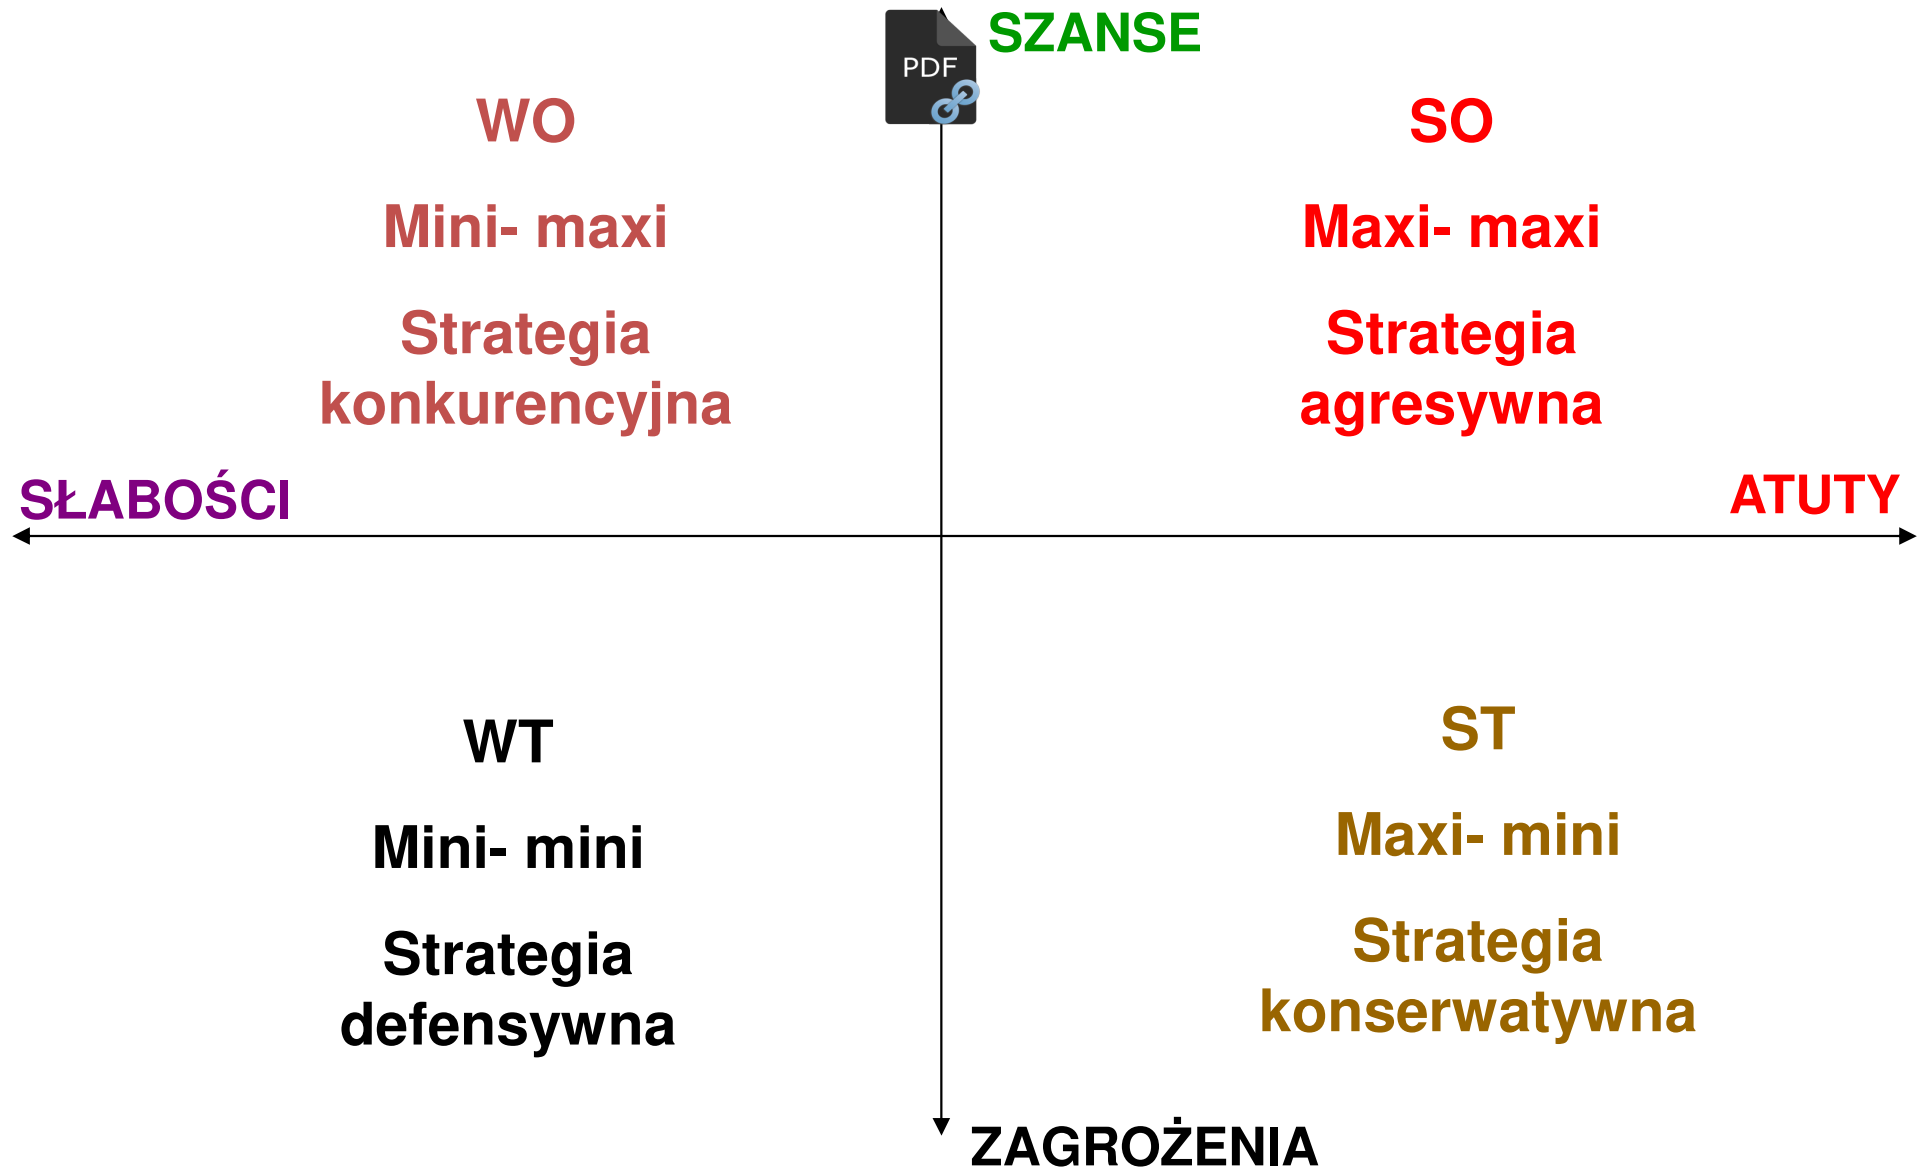 PDF
SZANSE
WO
Mini- maxi
Strategia
konkurencyjna
SO
Maxi- maxi
Strategia
agresywna
SŁABOŚCI
ATUTY
WT
Mini- mini
Strategia
defensywna
ST
Maxi- mini
Strategia
konserwatywna
ZAGROŻENIA